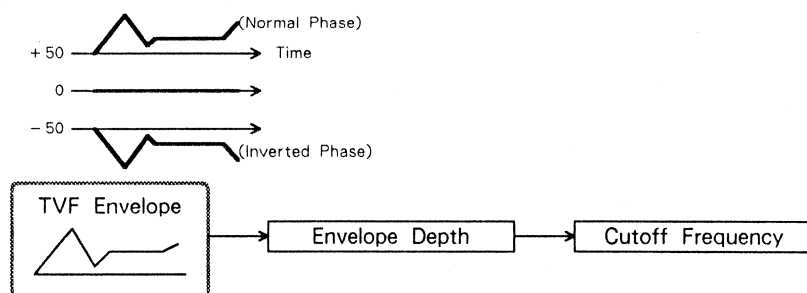 (Normal Phase)
+50
Time
0
-50
(Inverted Phase)
TVF Envelope
Envelope Depth
Cutoff Frequency